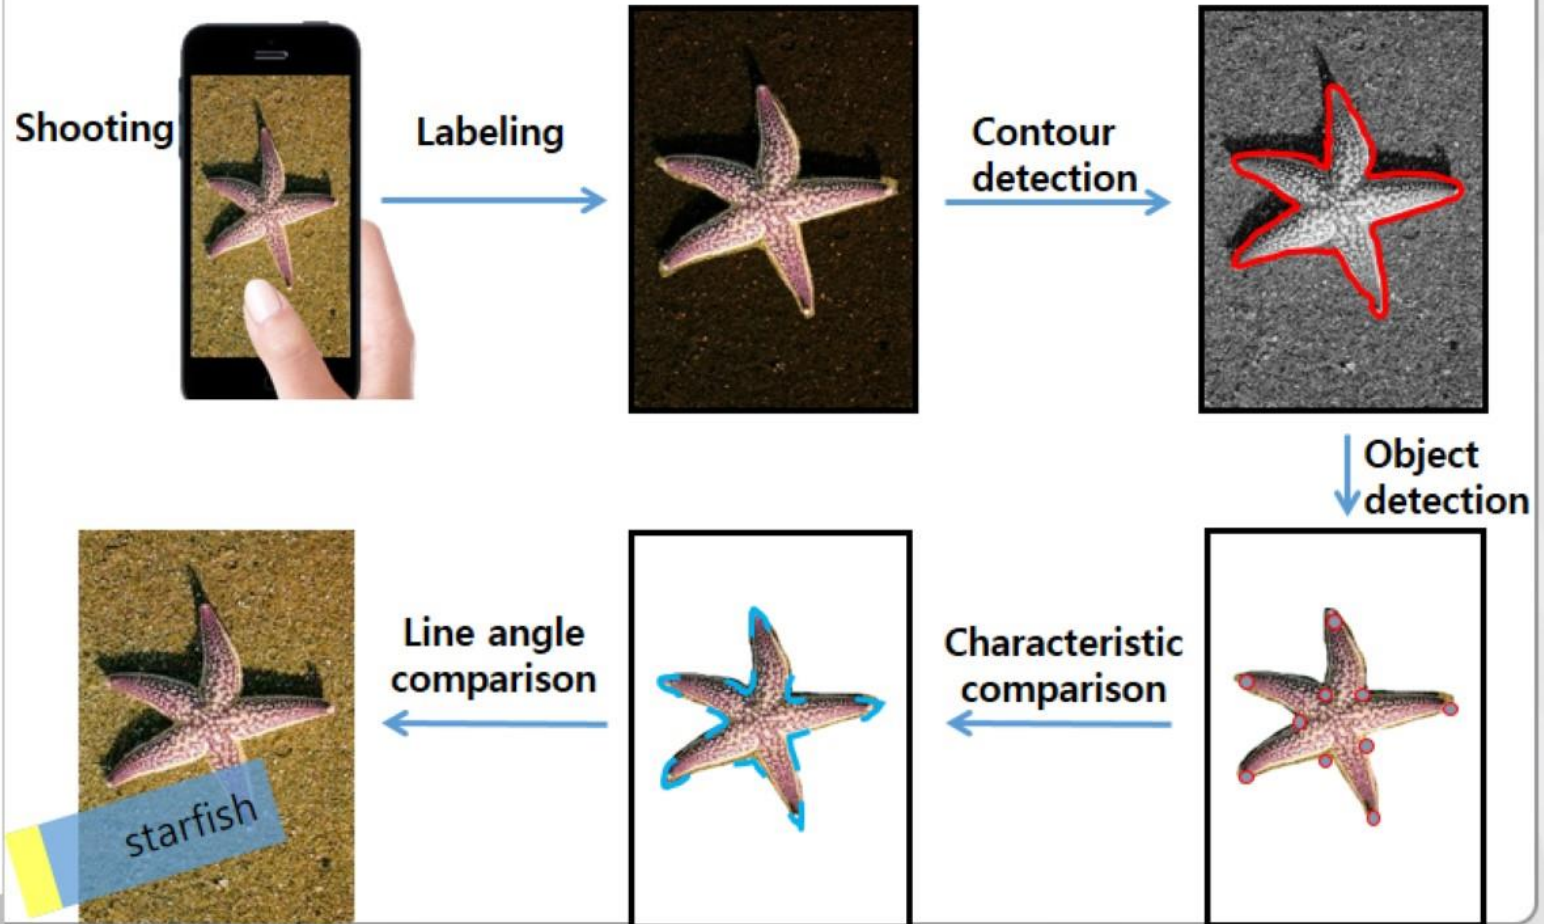 Shooting
Labeling
Contour
detection
Object
detection
Characteristic
comparison
Line angle
comparison
starfish